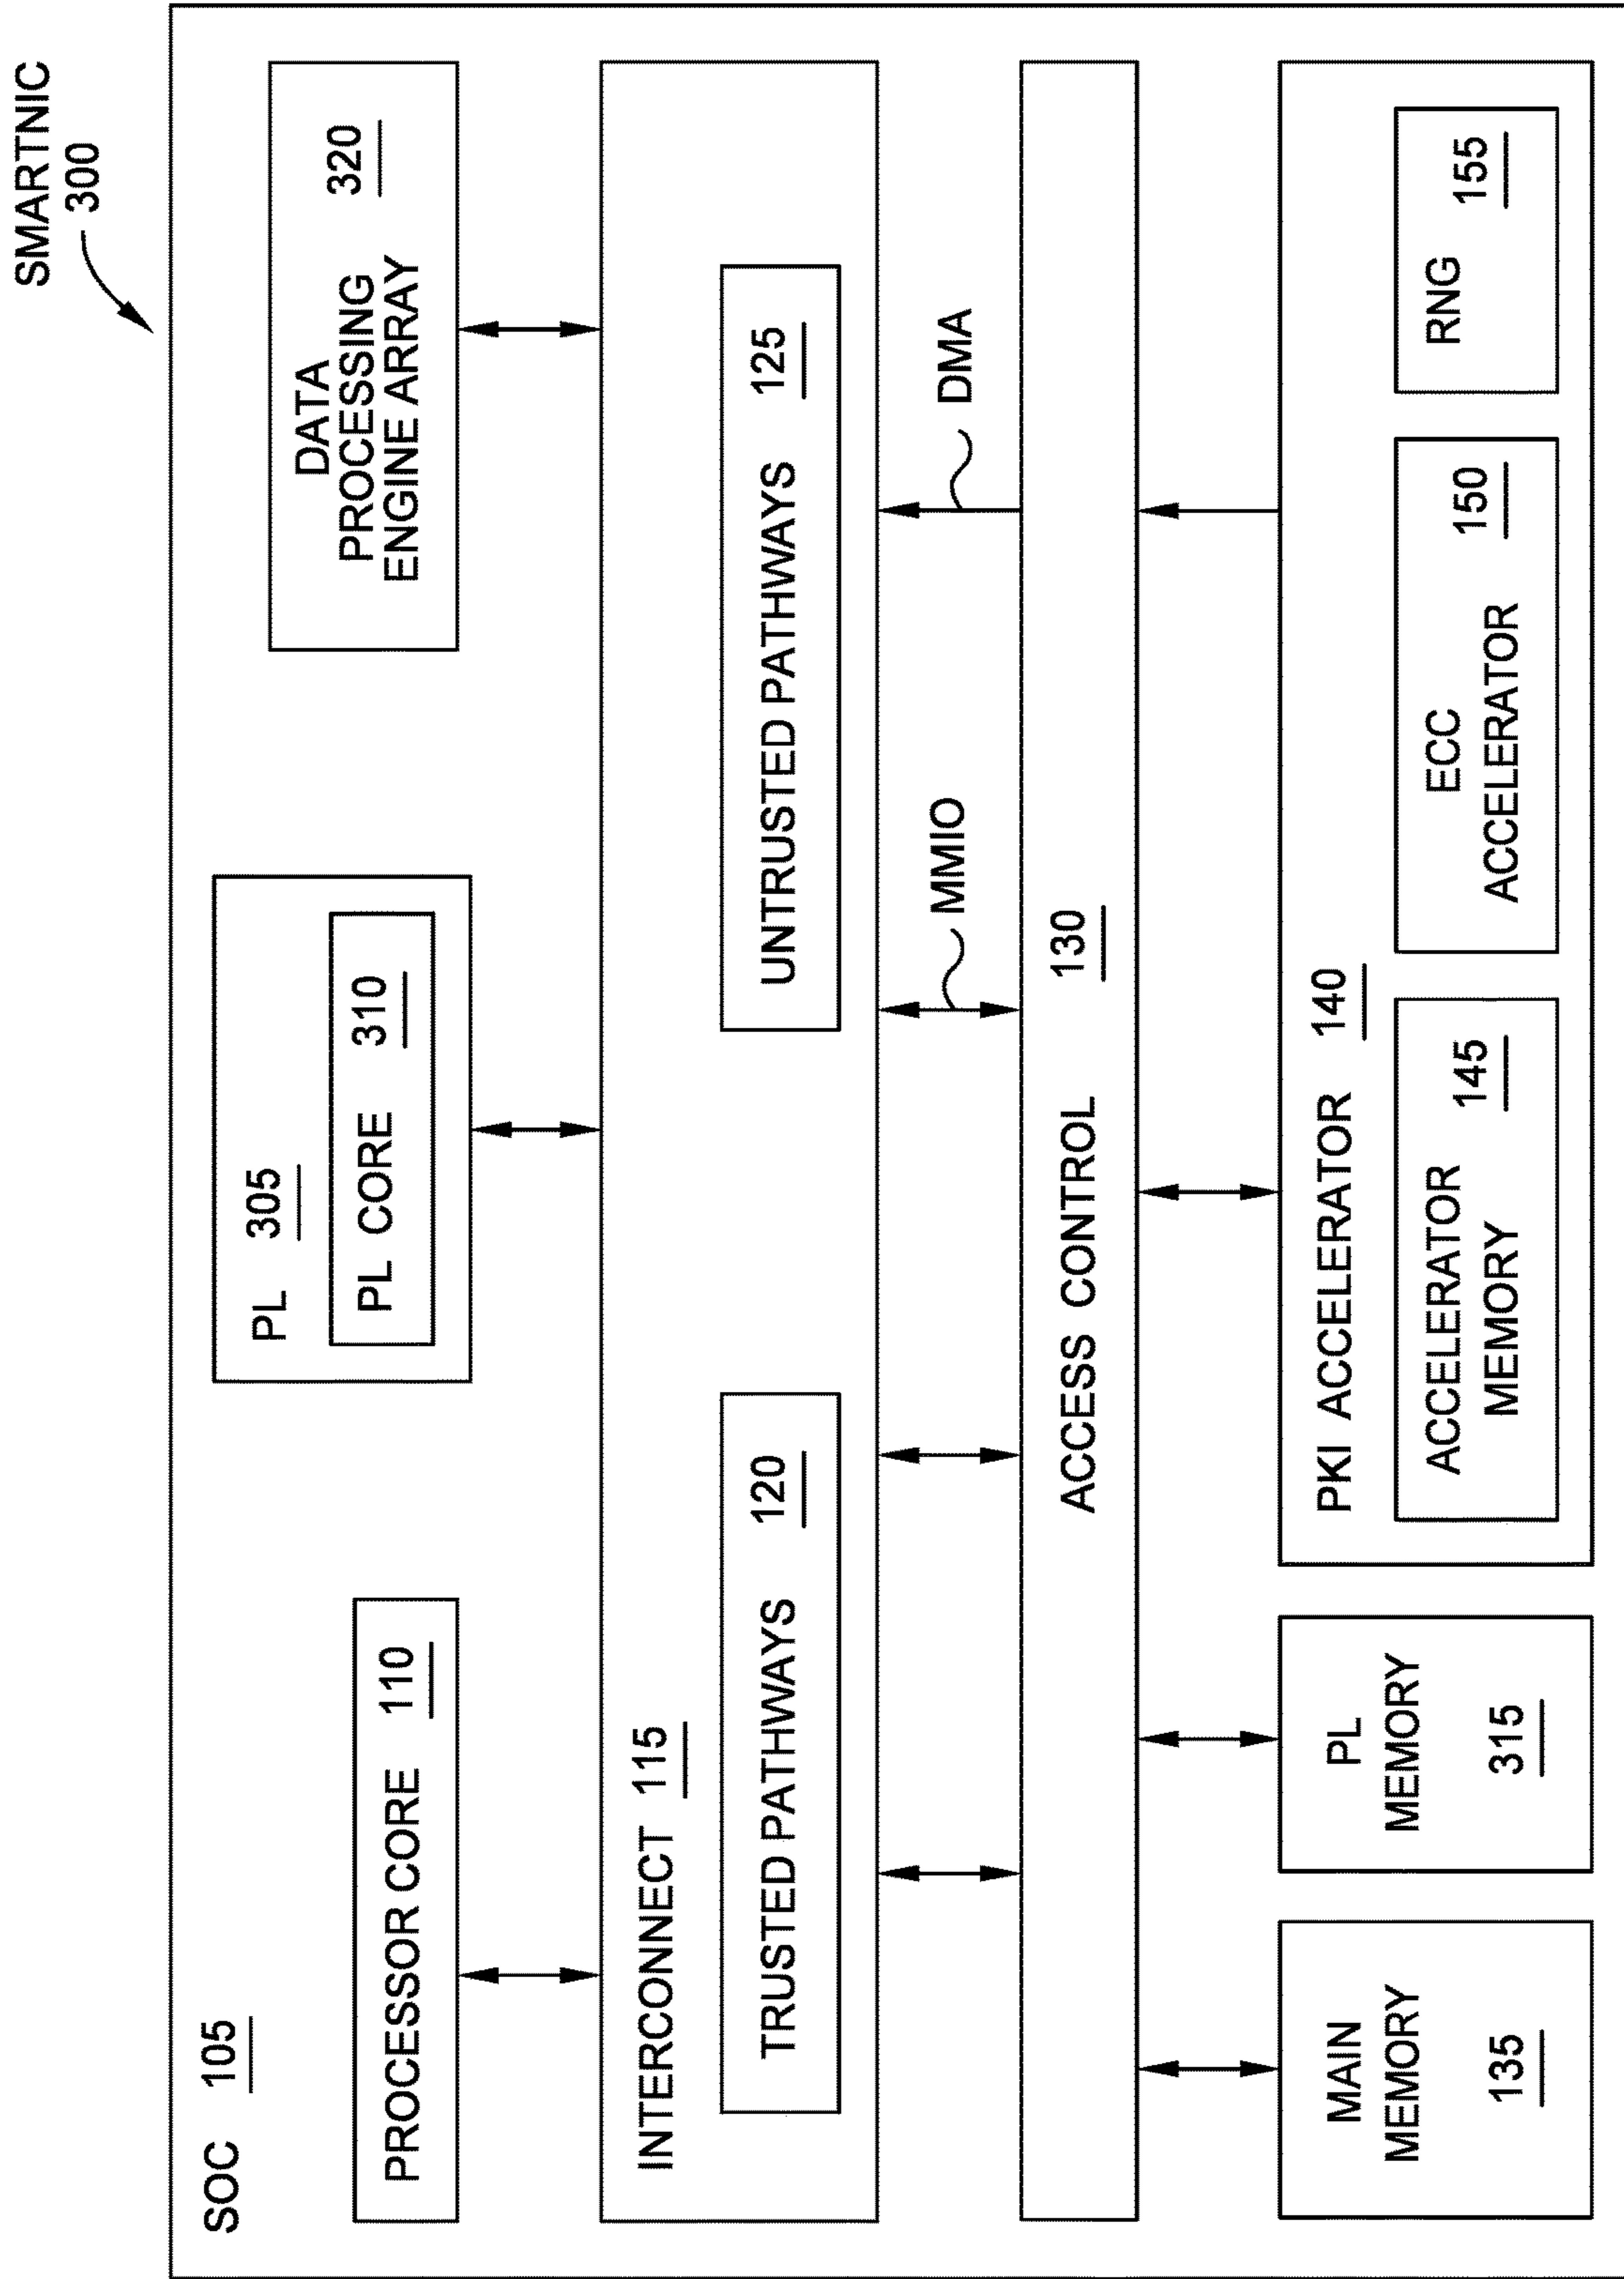 SMARTNIC
300
SOC 105
PROCESSOR CORE 110
PL 305
PL CORE 310
DATA
PROCESSING
ENGINE ARRAY
320
INTERCONNECT 115
TRUSTED PATHWAYS 120
UNTRUSTED PATHWAYS 125
MMIO
DMA
ACCESS CONTROL 130
MAIN
MEMORY
135
PL
MEMORY
315
PKI ACCELERATOR 140
ACCELERATOR
MEMORY
145
ECC
ACCELERATOR
150
RNG 155